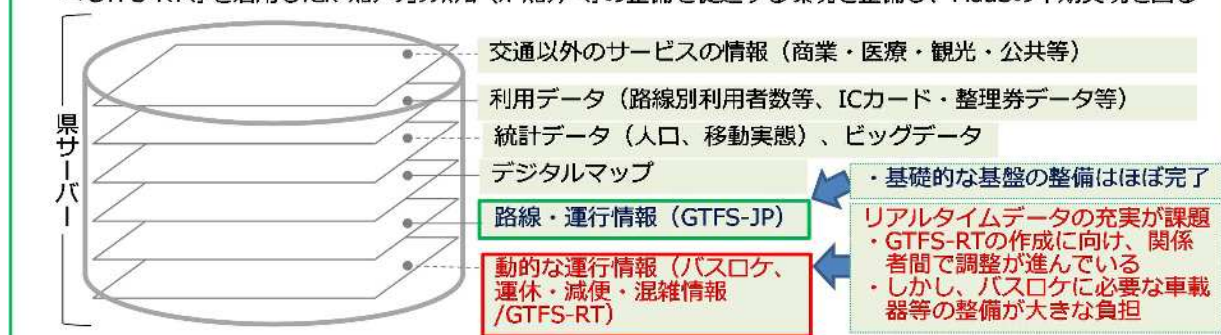 県サーバー
交通以外のサービスの情報（商業・医療・観光・公共等）
利用データ（路線別利用者数等、ICカード・整理券データ等）
統計データ（人口、移動実態）、ビッグデータ
デジタルマップ
・基礎的な基盤の整備はほぼ完了
路線・運行情報（GTFS-JP）
リアルタイムデータの充実が課題
・GTFS-RTの作成に向け、関係
者間で調整が進んでいる
・しかし、バスロケに必要な車載
器等の整備が大きな負担
動的な運行情報（バスロケ、
運休・減便・混雑情報
/GTFS-RT）